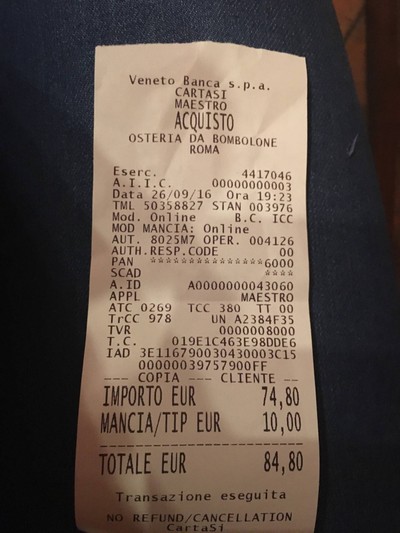 Veneto Banca s.p.a.
CARTASI
MAESTRO
ACQUISTO
OSTERIA DA BOMBOLONE
ROMA
Eserc. 4417046
A.I.I.C. 00000000003
Data 26/09/16 Ora 19:23
TML 50358827 STAN 003976
Mod. Online B.C. ICC
MOD MANCIA: Online
AUT. 8025M7 OPER. 004126
AUTH.RESP.CODE 00
PAN ***************6000
SCAD ****
A.ID A0000000043060
APPL MAESTRO
ATC 0269 TCC 380 TT 00
TrCC 978 UN A2384F35
TVR 0000008000
T.C. 019E1C463E98DDE6
IAD 3E116790030430003C15
00000039757900FF
--- COPIA --- CLIENTE --
IMPORTO EUR 74,80
MANCIA/TIP EUR 10,00
TOTALE EUR 84,80
Transazione eseguita
NO REFUND/CANCELLATION
CartaSi